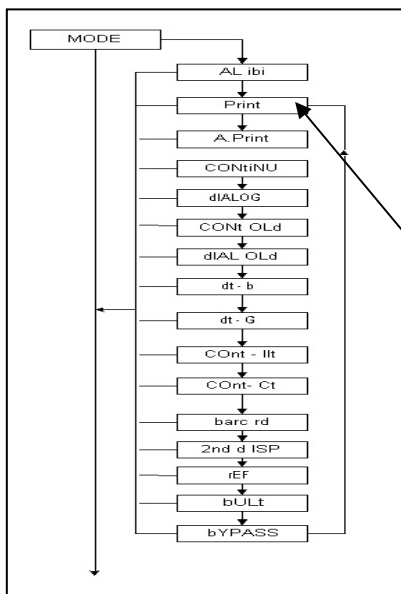 MODE
AL ibi
Print
A.Print
CONtiNU
dIALOG
CONt OLd
dIAL OLd
dt - b
dt - G
COnt - IIt
COnt- Ct
barc rd
2nd d ISP
rEF
bULt
bYPASS